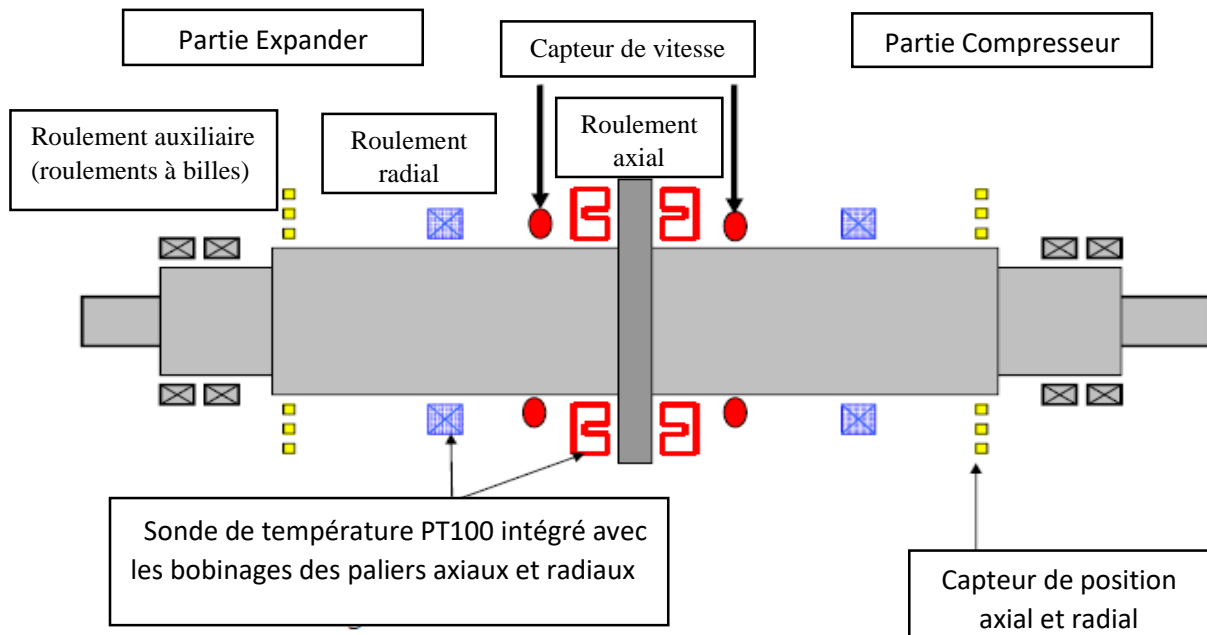 Partie Expander
Capteur de vitesse
Partie Compresseur
Roulement auxiliaire
(roulements à billes)
Roulement
radial
Roulement
axial
Sonde de température PT100 intégré avec
les bobinages des paliers axiaux et radiaux
Capteur de position
axial et radial